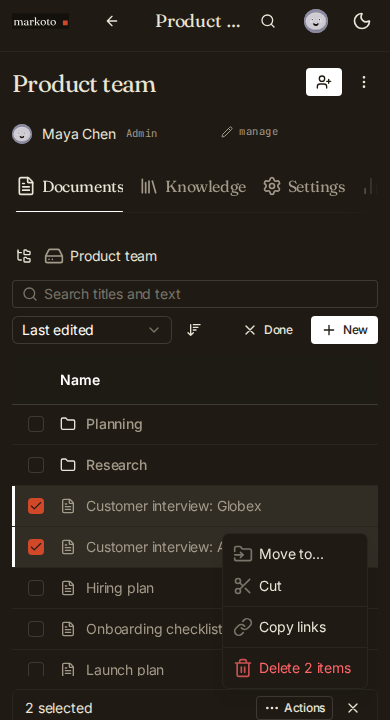 markoto
Product ...
Product team
Maya Chen Admin
manage
Documents Knowledge Settings
Product team
Search titles and text
Last edited
Done
New
Name
Planning
Research
Customer interview: Globex
Customer interview: A
Hiring plan
Onboarding checklist
Launch plan
Move to...
Cut
Copy links
Delete 2 items
2 selected
Actions